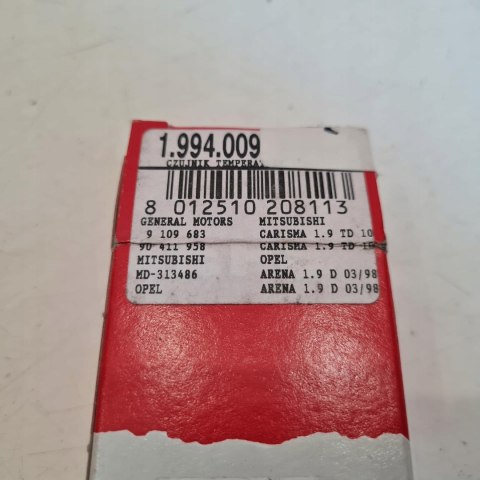 1.994.009
CZUJNIK TEMPERA
8 012510 208113
GENERAL MOTORS MITSUBISHI
9 109 683 CARISMA 1.9 TD 10
90 411 958 CARISMA 1.9 TD 10
MITSUBISHI OPEL
MD-313486 ARENA 1.9 D 03/98
OPEL ARENA 1.9 D 03/98